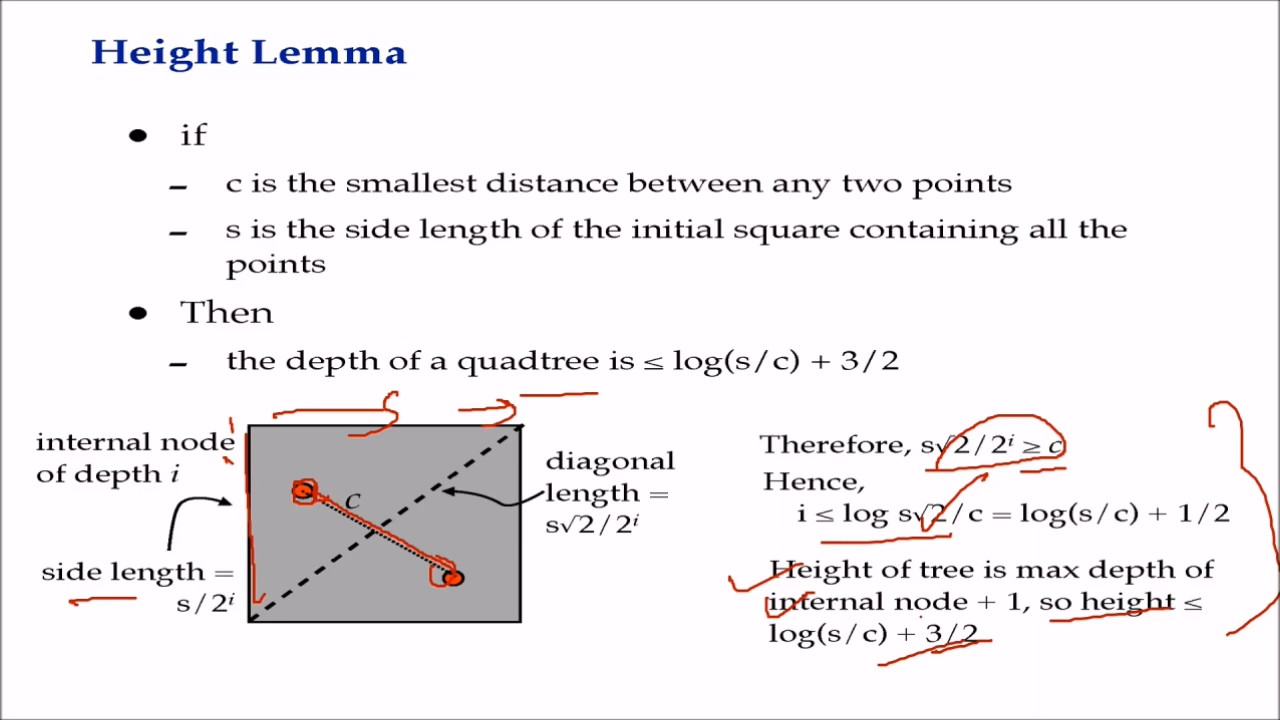 Height Lemma
● if
– c is the smallest distance between any two points
– s is the side length of the initial square containing all the
points
● Then
– the depth of a quadtree is ≤ log(s/c) + 3/2
internal node
of depth i
side length =
s/2ⁱ
c
diagonal
length =
s√2/2ⁱ
Therefore, s√2/2ⁱ ≥ c
Hence,
i ≤ log s√2/c = log(s/c) + 1/2
Height of tree is max depth of
internal node + 1, so height ≤
log(s/c) + 3/2